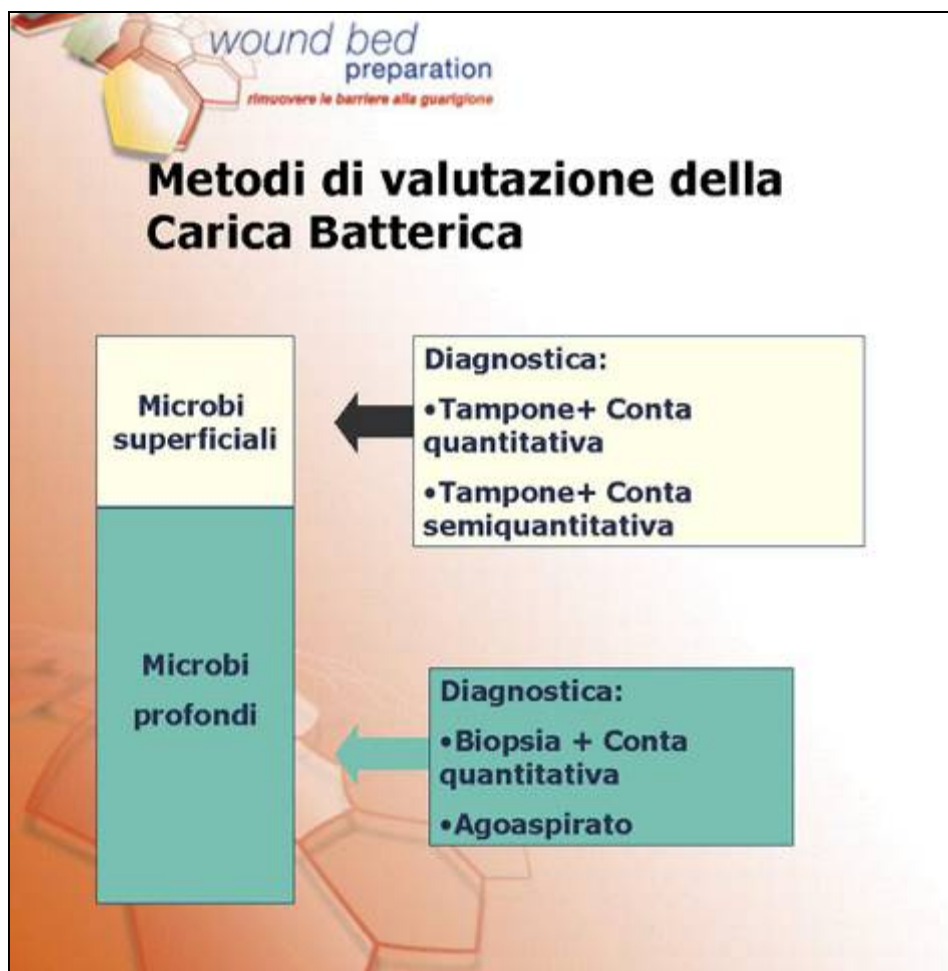 wound bed
preparation
rimuovere le barriere alla guarigione
Metodi di valutazione della
Carica Batterica
Microbi
superficiali
Diagnostica:
•Tampone+ Conta
quantitativa
•Tampone+ Conta
semiquantitativa
Microbi
profondi
Diagnostica:
•Biopsia + Conta
quantitativa
•Agoaspirato